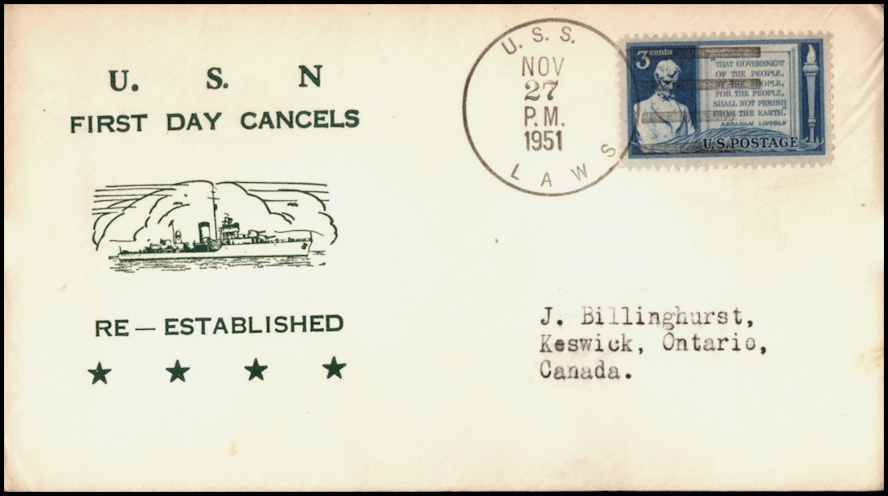 U. S. N
FIRST DAY CANCELS
RE — ESTABLISHED
U. S. S.
NOV
27
P.M.
1951
LAWS
3 cents
"THAT GOVERNMENT
OF THE PEOPLE,
BY THE PEOPLE,
FOR THE PEOPLE,
SHALL NOT PERISH
FROM THE EARTH.
ABRAHAM LINCOLN
U.S. POSTAGE
J. Billinghurst,
Keswick, Ontario,
Canada.